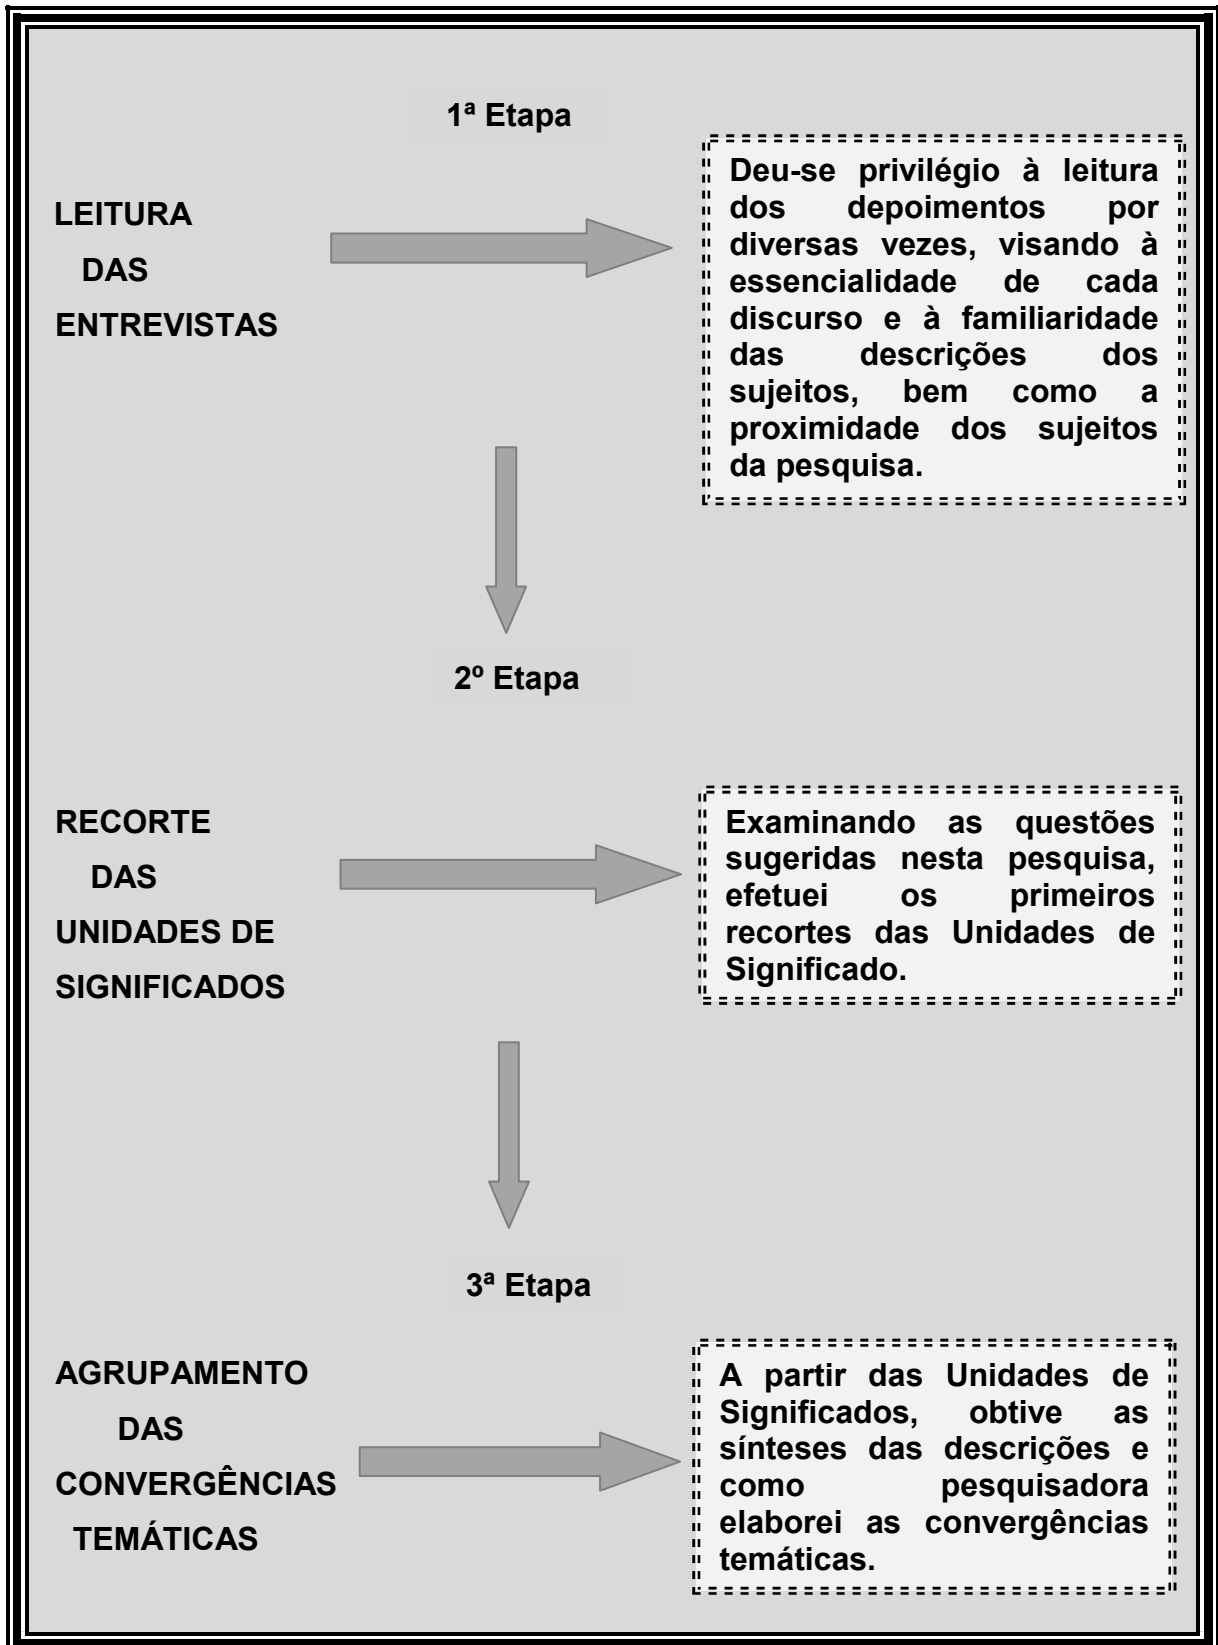 1ª Etapa
LEITURA
DAS
ENTREVISTAS
Deu-se privilégio à leitura
dos depoimentos por
diversas vezes, visando à
essencialidade de cada
discurso e à familiaridade
das descrições dos
sujeitos, bem como a
proximidade dos sujeitos
da pesquisa.
2º Etapa
RECORTE
DAS
UNIDADES DE
SIGNIFICADOS
Examinando as questões
sugeridas nesta pesquisa,
efetuei os primeiros
recortes das Unidades de
Significado.
3ª Etapa
AGRUPAMENTO
DAS
CONVERGÊNCIAS
TEMÁTICAS
A partir das Unidades de
Significados, obtive as
sínteses das descrições e
como pesquisadora
elaborei as convergências
temáticas.